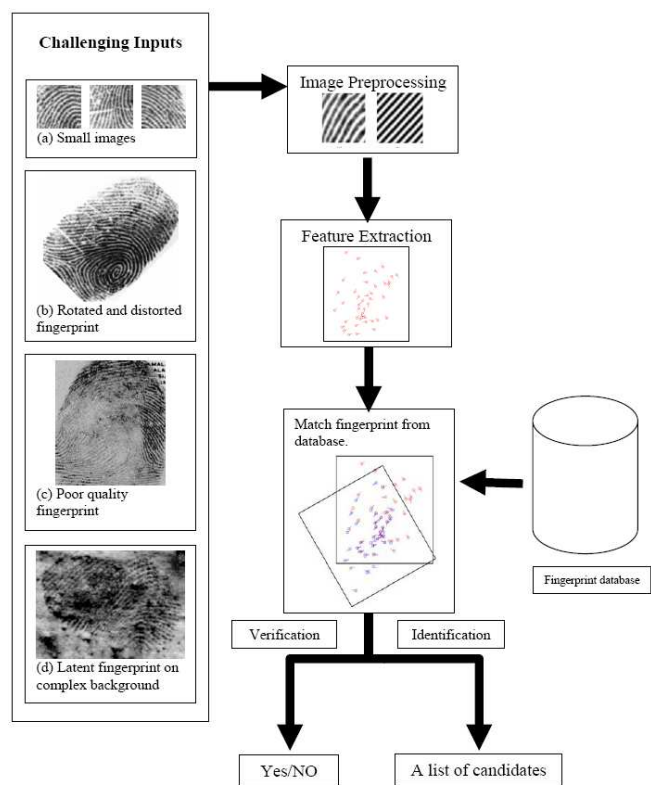 Challenging Inputs
(a) Small images
(b) Rotated and distorted
fingerprint
(c) Poor quality
fingerprint
(d) Latent fingerprint on
complex background
Image Preprocessing
Feature Extraction
Match fingerprint from
database.
Fingerprint database
Verification
Identification
Yes/NO
A list of candidates